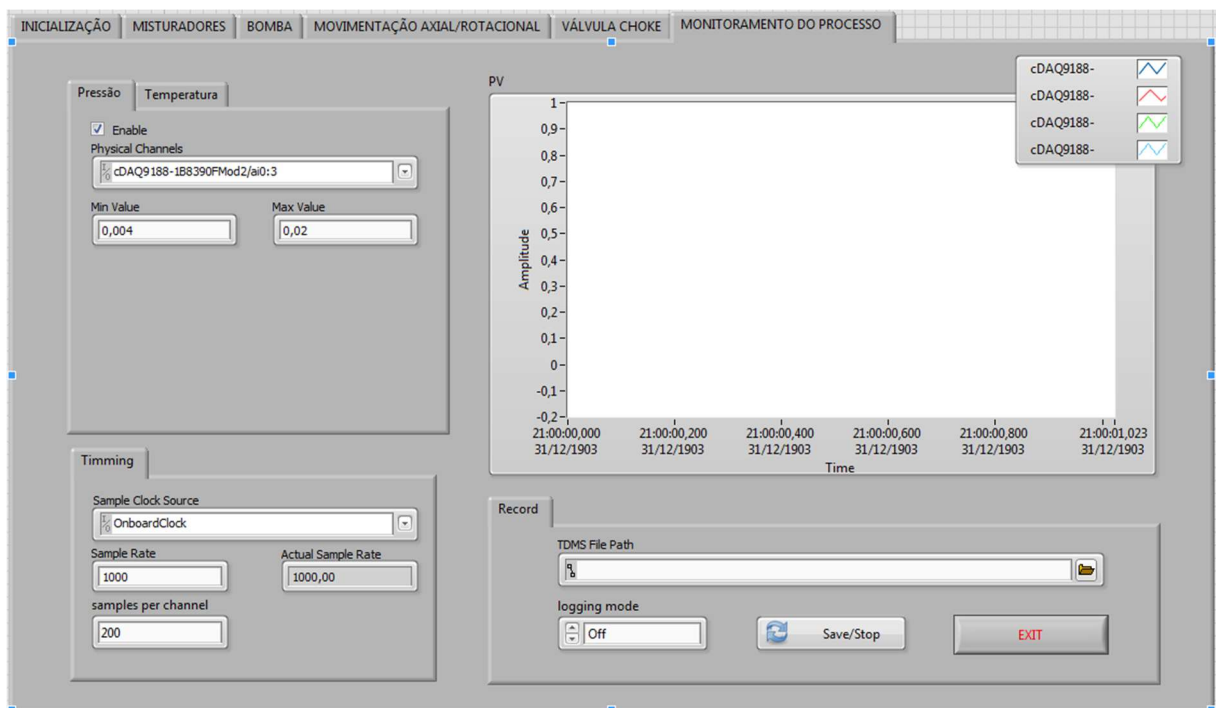 INICIALIZAÇÃO
MISTURADORES
BOMBA
MOVIMENTAÇÃO AXIAL/ROTACIONAL
VÁLVULA CHOKE
MONITORAMENTO DO PROCESSO
Pressão
Temperatura
Enable
Physical Channels
cDAQ9188-1B8390FMod2/ai0:3
Min Value
Max Value
0,004
0,02
Timming
Sample Clock Source
OnboardClock
Sample Rate
Actual Sample Rate
1000
1000,00
samples per channel
200
PV
cDAQ9188-
cDAQ9188-
cDAQ9188-
cDAQ9188-
Amplitude
1
0,9
0,8
0,7
0,6
0,5
0,4
0,3
0,2
0,1
0
-0,1
-0,2
21:00:00,000
31/12/1903
21:00:00,200
31/12/1903
21:00:00,400
31/12/1903
21:00:00,600
31/12/1903
21:00:00,800
31/12/1903
21:00:01,023
31/12/1903
Time
Record
TDMS File Path
logging mode
Off
Save/Stop
EXIT